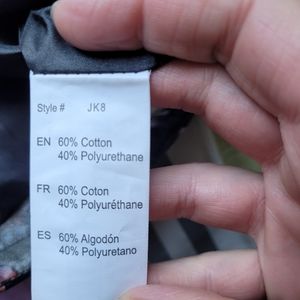 Style # JK8
EN 60% Cotton
40% Polyurethane
FR 60% Coton
40% Polyuréthane
ES 60% Algodón
40% Polyuretano